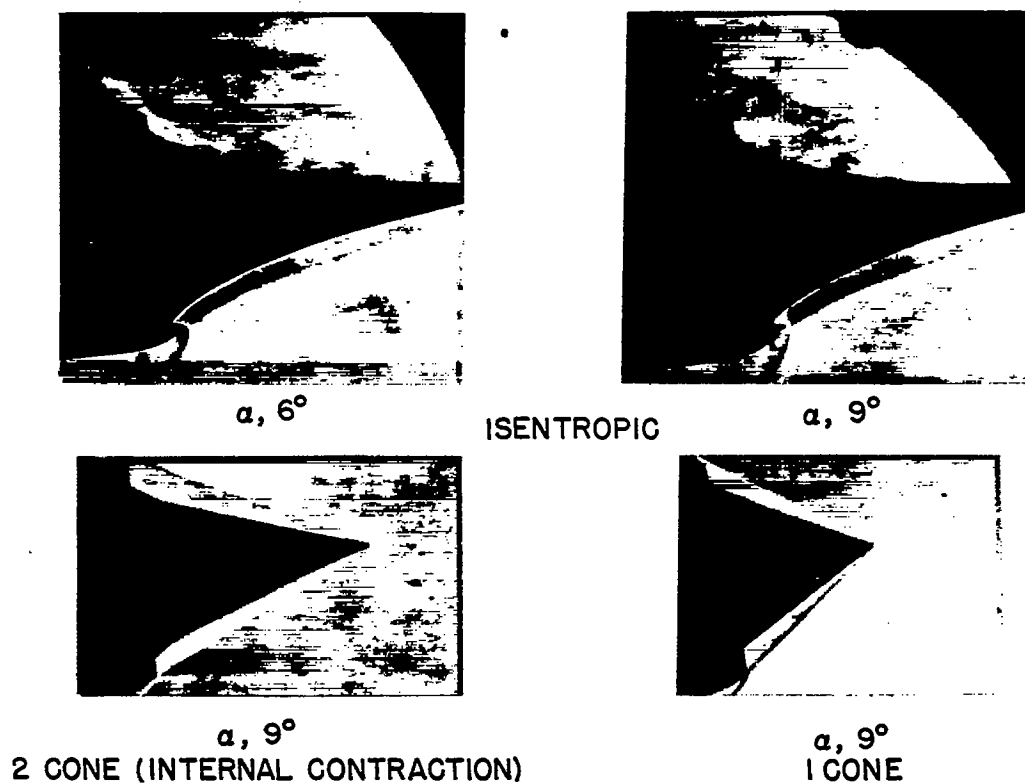 α, 6°
α, 9°
ISENTROPIC
α, 9°
2 CONE (INTERNAL CONTRACTION)
α, 9°
1 CONE